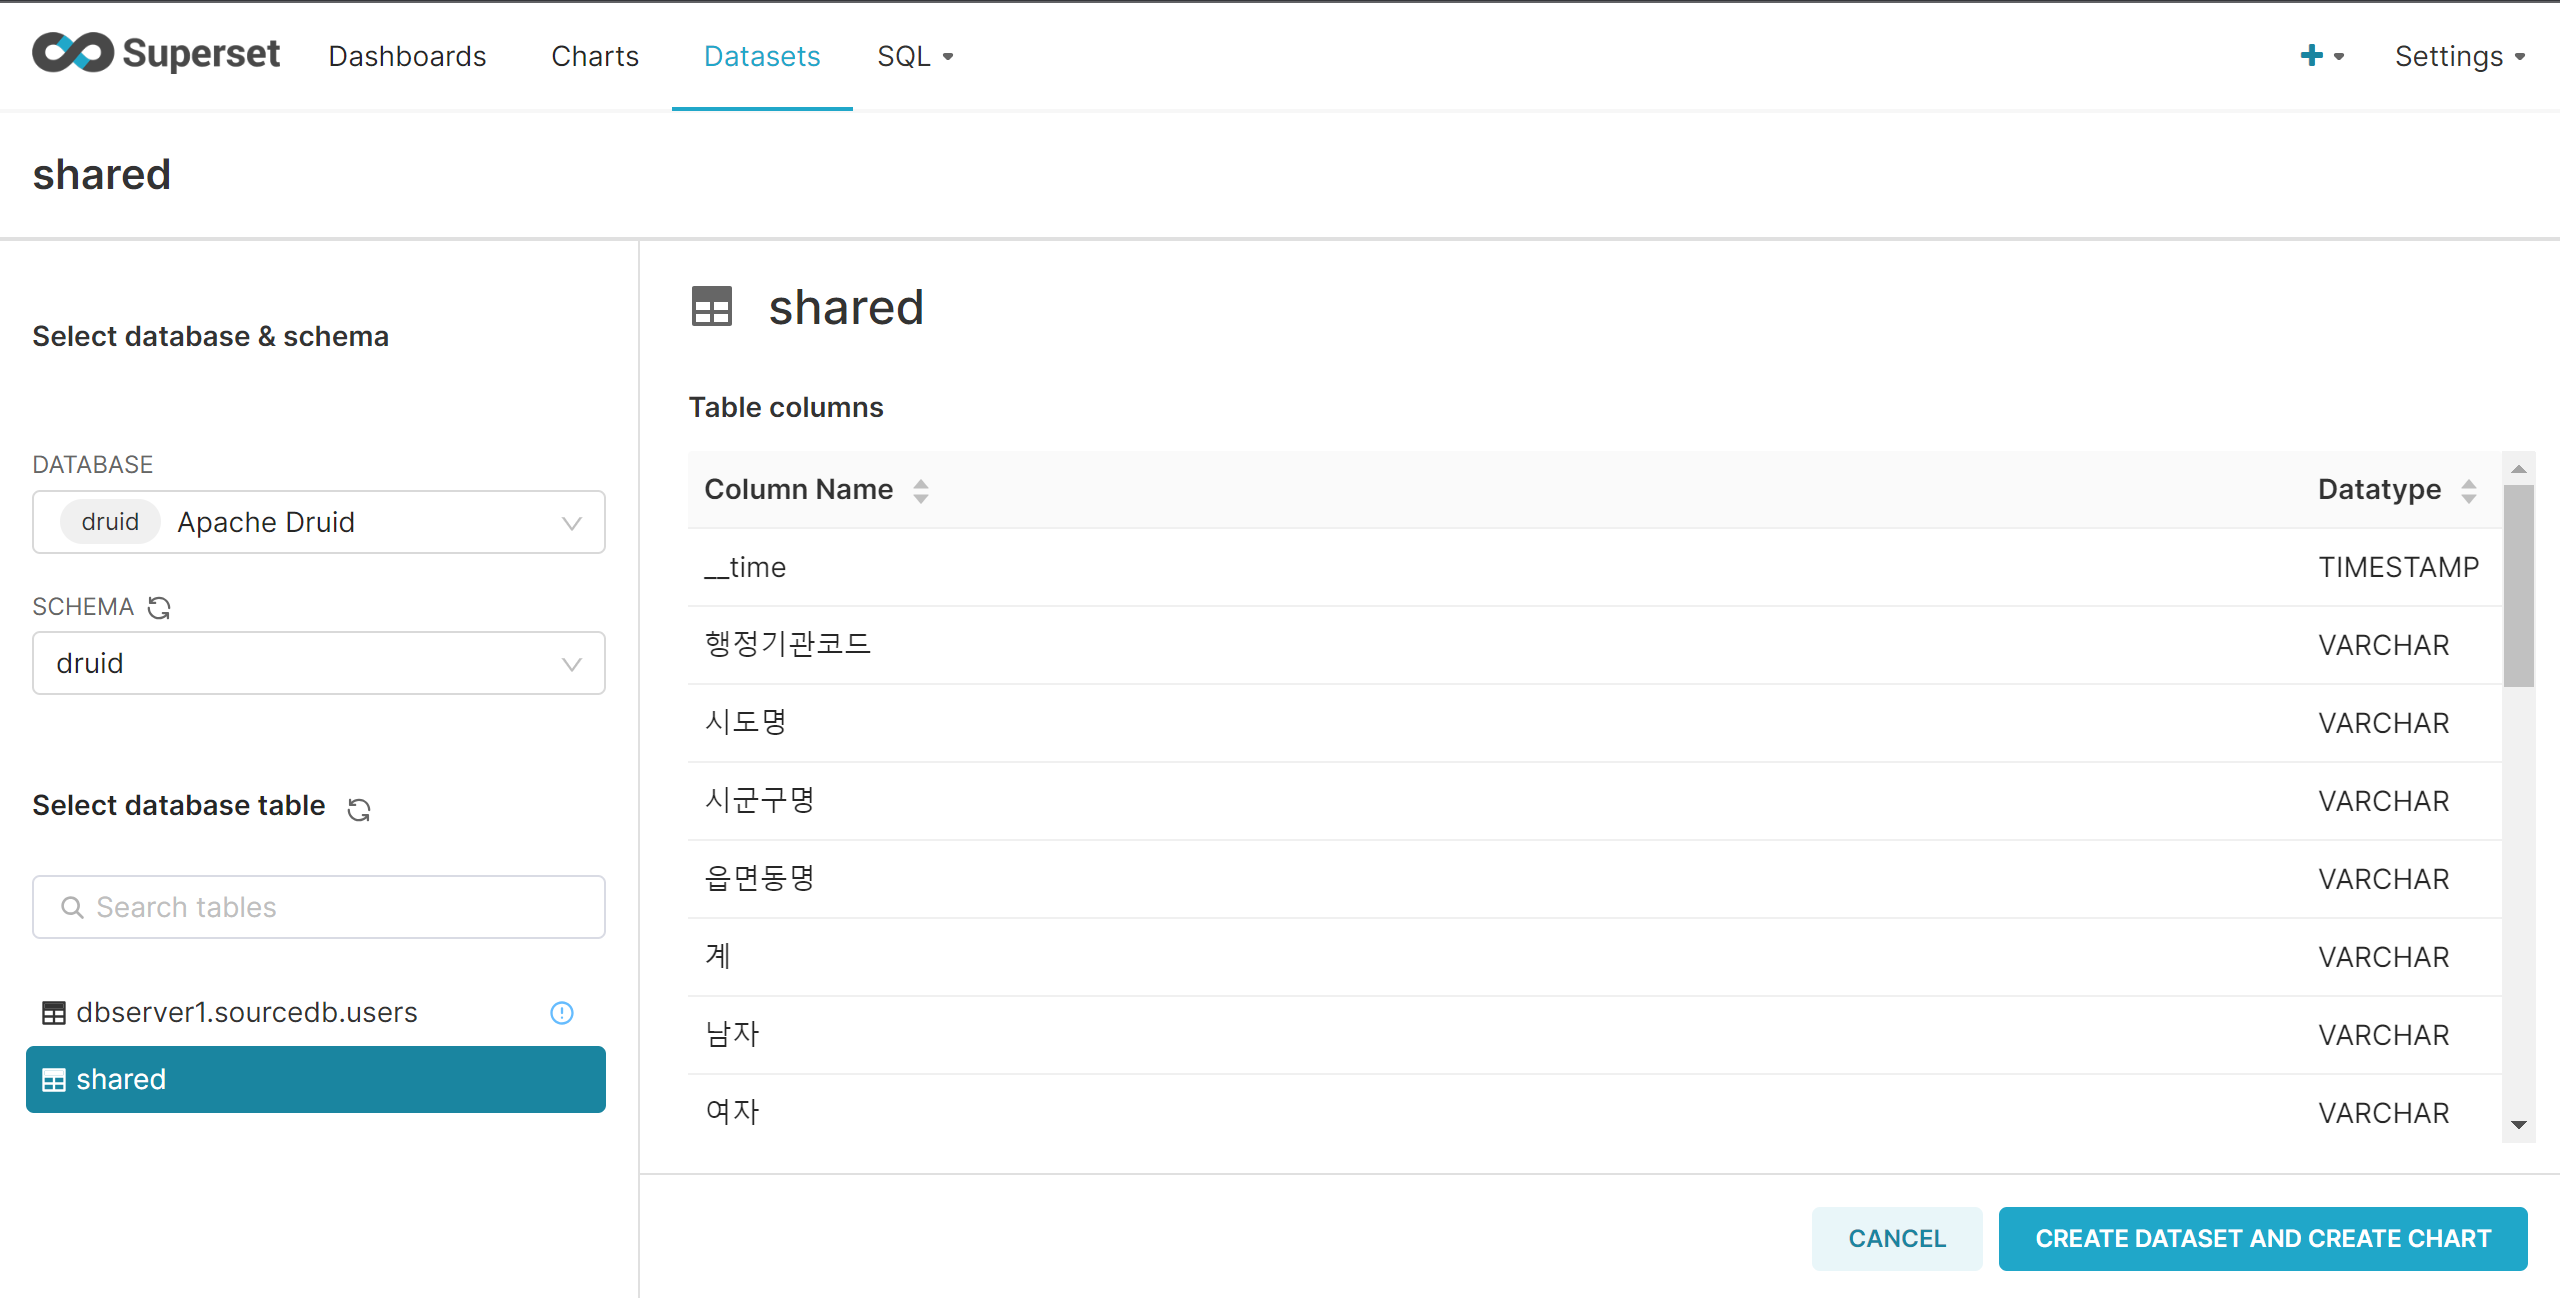 Superset Dashboards Charts Datasets SQL Settings
shared
Select database & schema
DATABASE
druid Apache Druid
SCHEMA
druid
Select database table
Search tables
dbserver1.sourcedb.users
shared
shared
Table columns
Column Name Datatype
__time TIMESTAMP
행정기관코드 VARCHAR
시도명 VARCHAR
시군구명 VARCHAR
읍면동명 VARCHAR
계 VARCHAR
남자 VARCHAR
여자 VARCHAR
CANCEL CREATE DATASET AND CREATE CHART